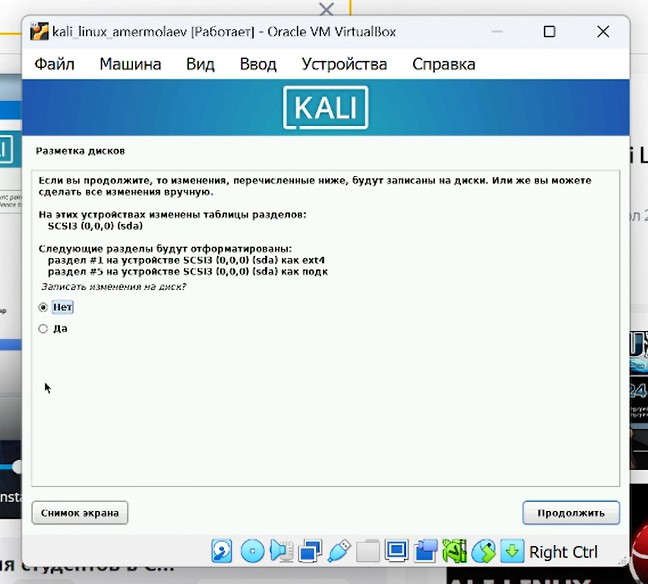 kali_linux_amermolaev [Работает] - Oracle VM VirtualBox
Файл Машина Вид Ввод Устройства Справка
KALI
Разметка дисков
Если вы продолжите, то изменения, перечисленные ниже, будут записаны на диски. Или же вы можете
сделать все изменения вручную.
На этих устройствах изменены таблицы разделов:
SCSI3 (0,0,0) (sda)
Следующие разделы будут отформатированы:
раздел #1 на устройстве SCSI3 (0,0,0) (sda) как ext4
раздел #5 на устройстве SCSI3 (0,0,0) (sda) как подк
Записать изменения на диск?
Нет
Да
Снимок экрана Продолжить
Right Ctrl